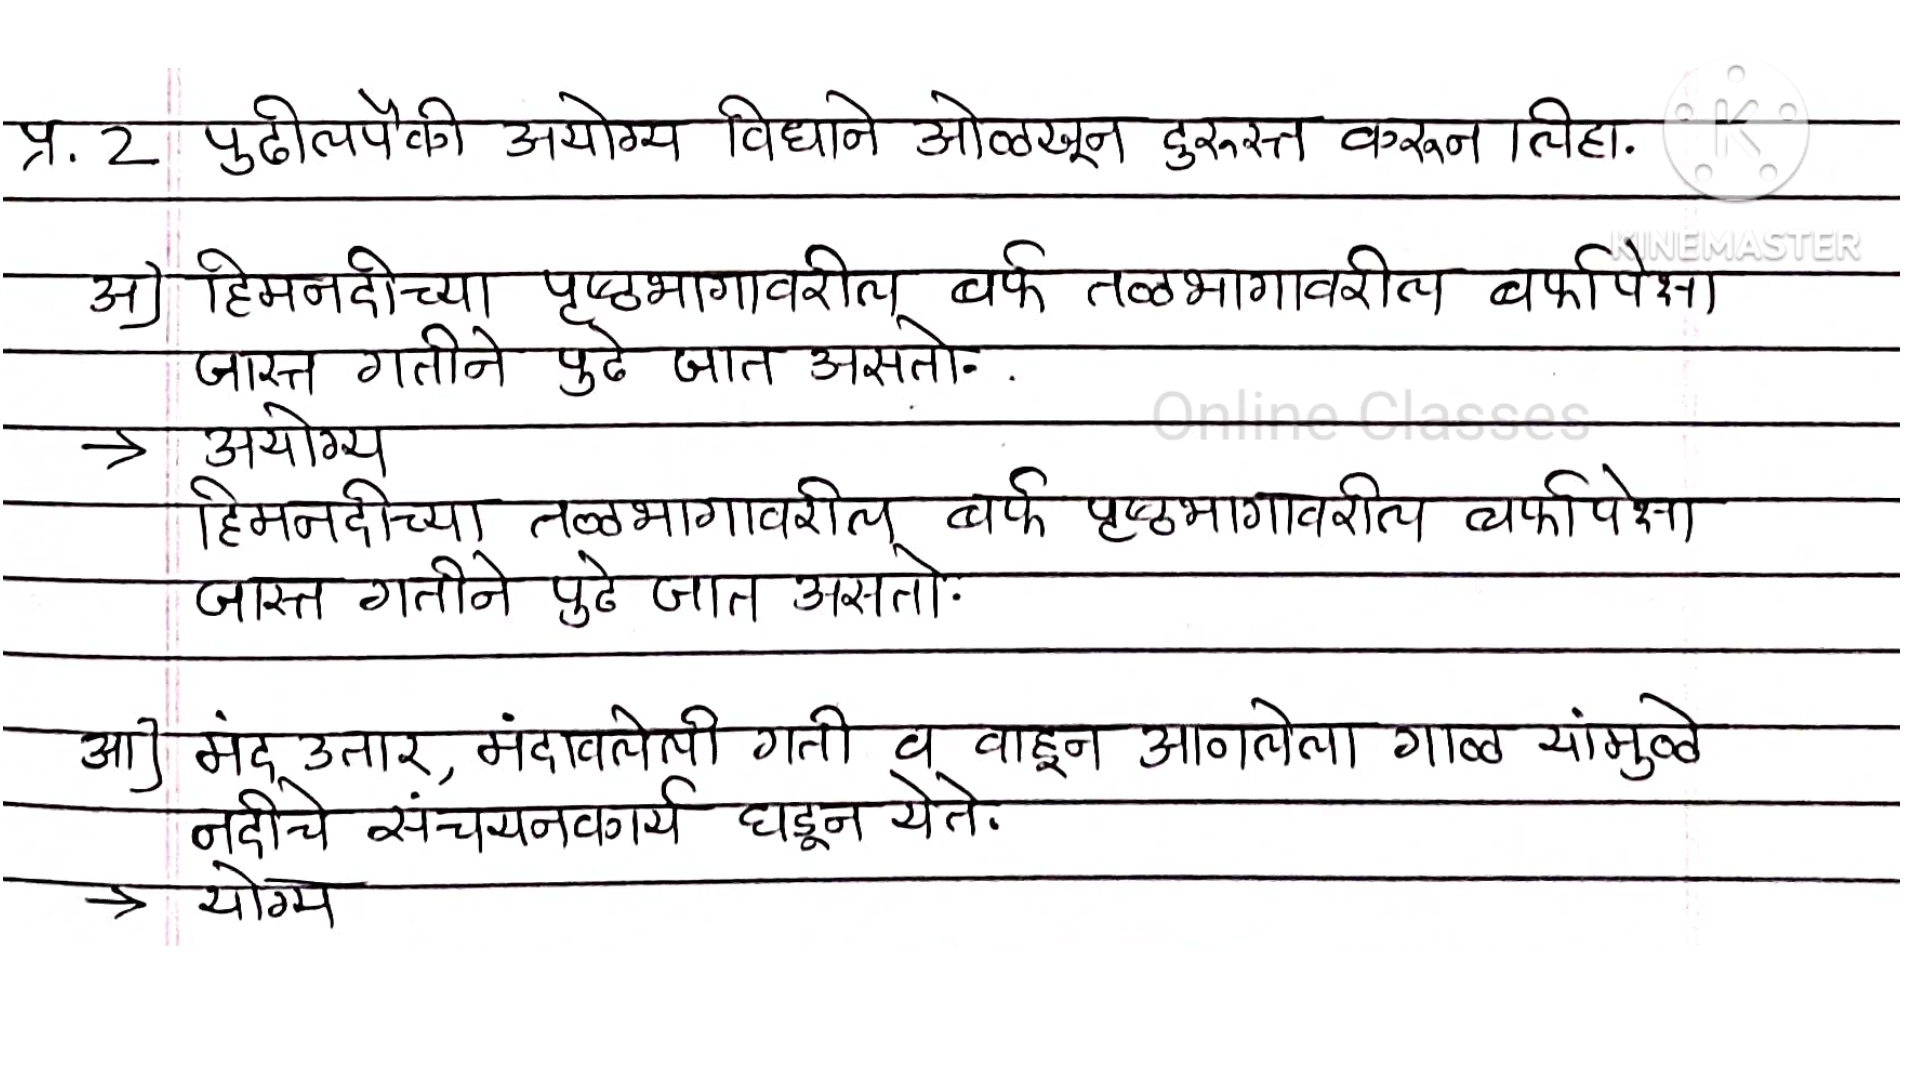 प्र. 2 पुढीलपैकी अयोग्य विधाने ओळखून दुरुस्त करून लिहा.
KINEMASTER
अ) हिमनदीच्या पृष्ठभागावरील बर्फ तळभागावरील बर्फापेक्षा
जास्त गतीने पुढे जात असतो.
Online Classes
→ अयोग्य
हिमनदीच्या तळभागावरील बर्फ पृष्ठभागावरील बर्फापेक्षा
जास्त गतीने पुढे जात असतो.
आ) मंद उतार, मंदावलेली गती व वाहून आणलेला गाळ यांमुळे
नदीचे संचयनकार्य घडून येते.
→ योग्य